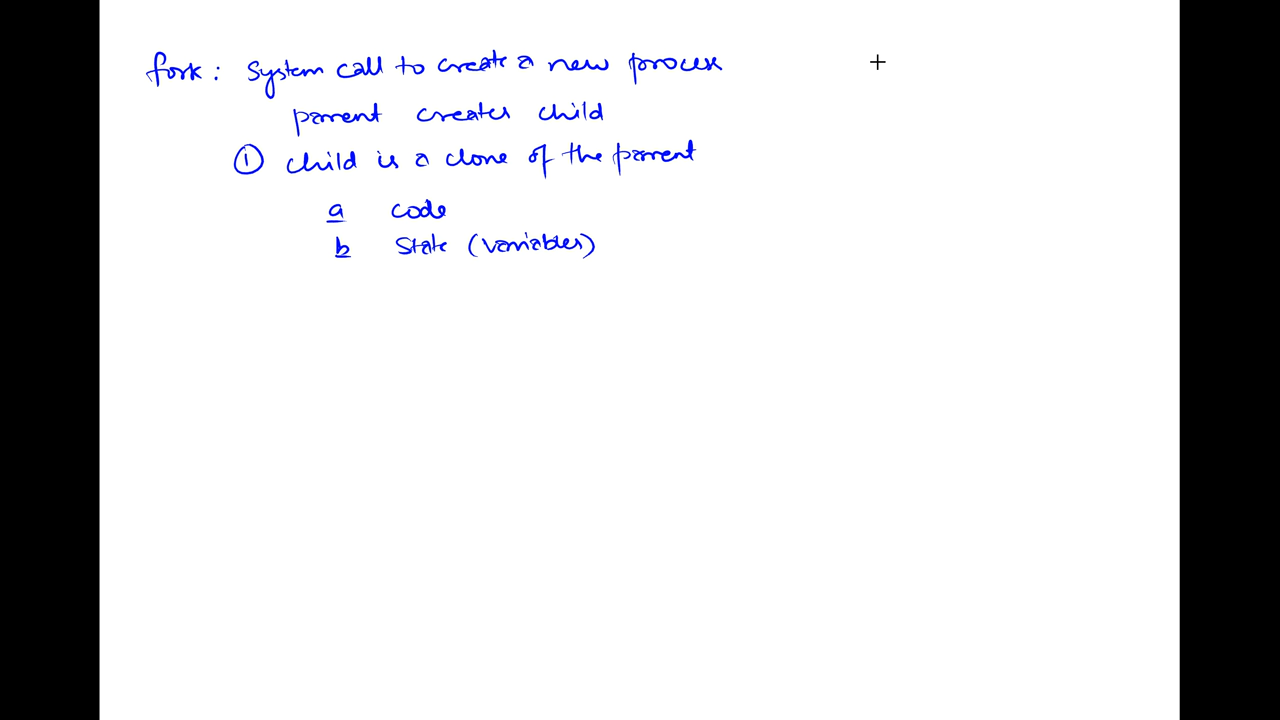 fork: System call to create a new process
parent creates child
① child is a clone of the parent
a code
b State (variables)